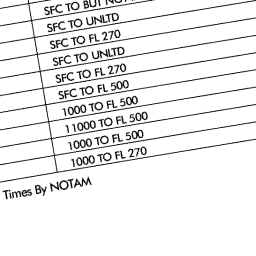 SFC TO BUT NOT
SFC TO UNLTD
SFC TO FL 270
SFC TO UNLTD
SFC TO FL 270
SFC TO FL 500
1000 TO FL 500
11000 TO FL 500
1000 TO FL 500
1000 TO FL 270
Times By NOTAM